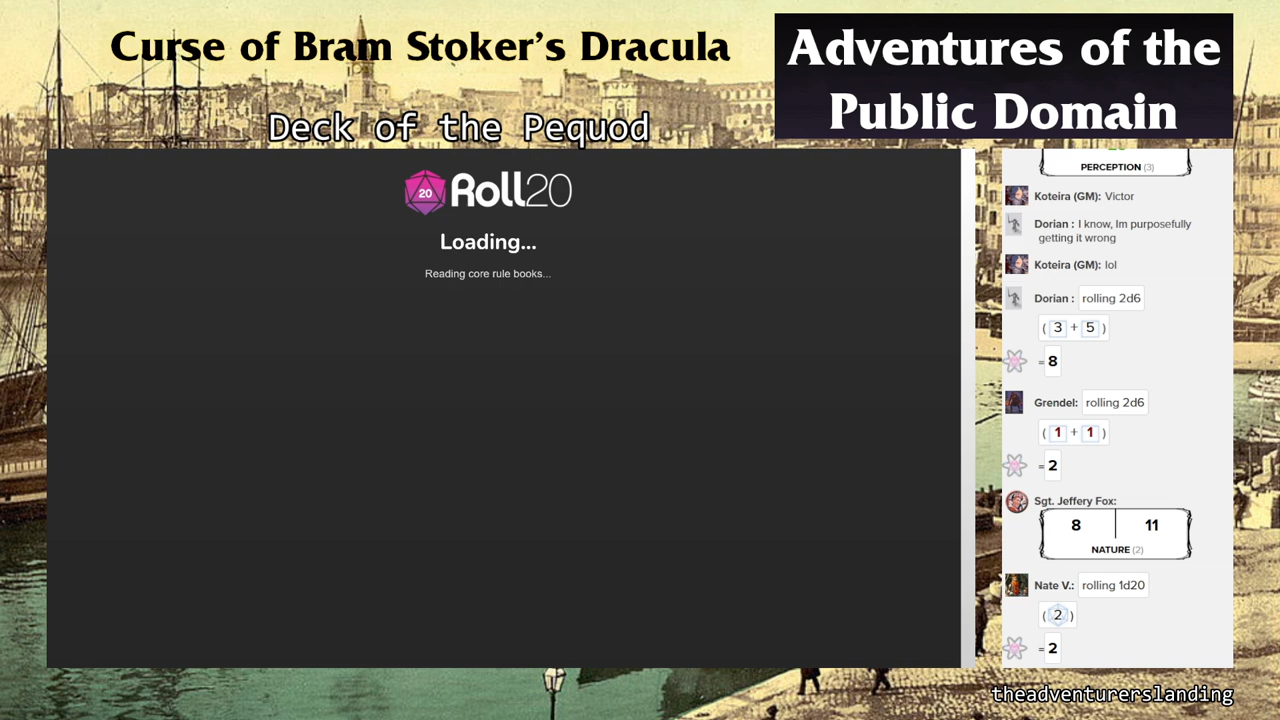 Curse of Bram Stoker's Dracula
Adventures of the
Public Domain
Deck of the Pequod
20 Roll20
Loading...
Reading core rule books...
PERCEPTION (3)
Koteira (GM): Victor
Dorian : I know, Im purposefully
getting it wrong
Koteira (GM): lol
Dorian : rolling 2d6
( 3 + 5 )
= 8
Grendel: rolling 2d6
( 1 + 1 )
= 2
Sgt. Jeffery Fox:
8 11
NATURE (2)
Nate V.: rolling 1d20
( 2 )
= 2
theadventurerslanding